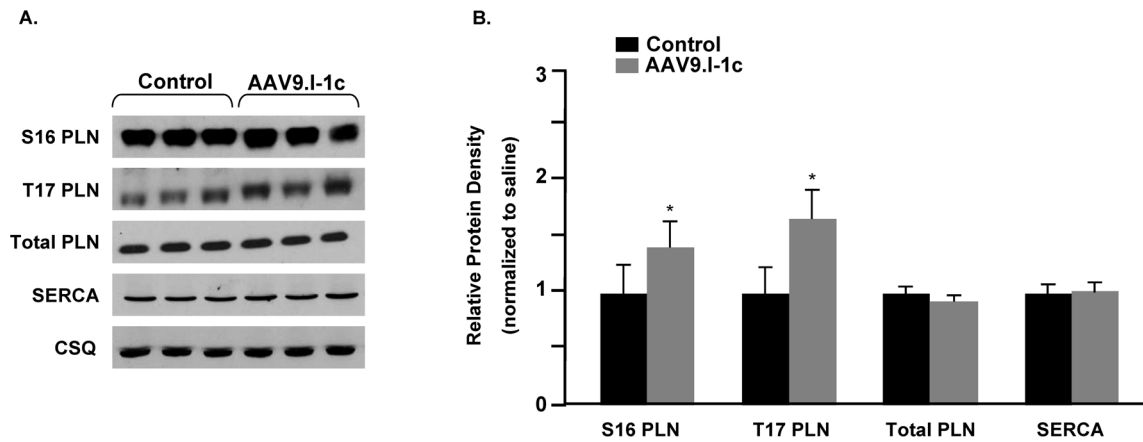 A.
Control
AAV9.I-1c
S16 PLN
T17 PLN
Total PLN
SERCA
CSQ
B.
Control
AAV9.I-1c
Relative Protein Density
(normalized to saline)
3
2
1
0
*
*
S16 PLN
T17 PLN
Total PLN
SERCA